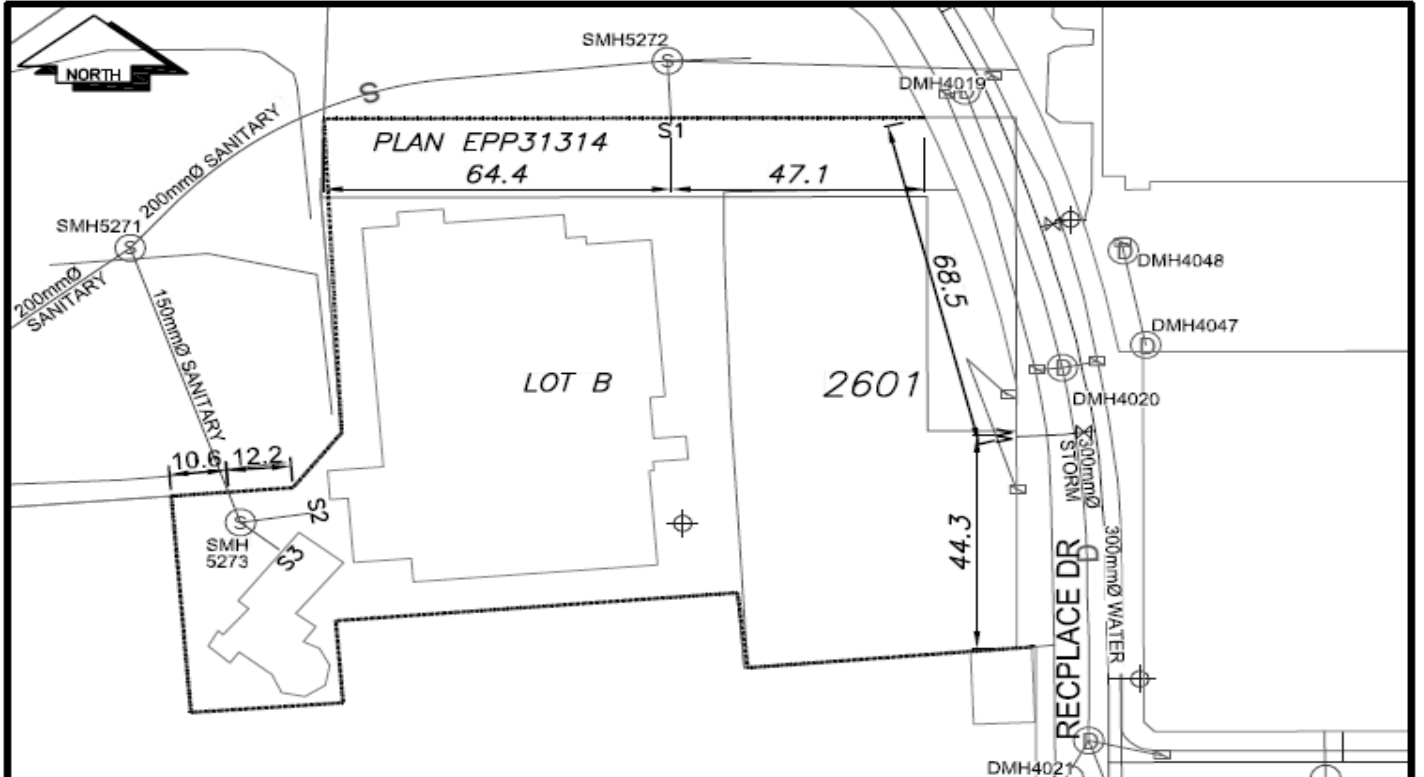 NORTH
SMH5272
DMH4019
S
S
D
200mmØ SANITARY
PLAN EPP31314
S1
64.4
47.1
SMH5271
S
200mmØ
SANITARY
150mmØ SANITARY
68.5
DMH4048
DMH4047
D
LOT B
2601
D
DMH4020
W
300mmØ
STORM
10.6
12.2
S2
S
SMH
5273
S3
44.3
D
300mmØ WATER
RECPLACE DR
D
DMH4021